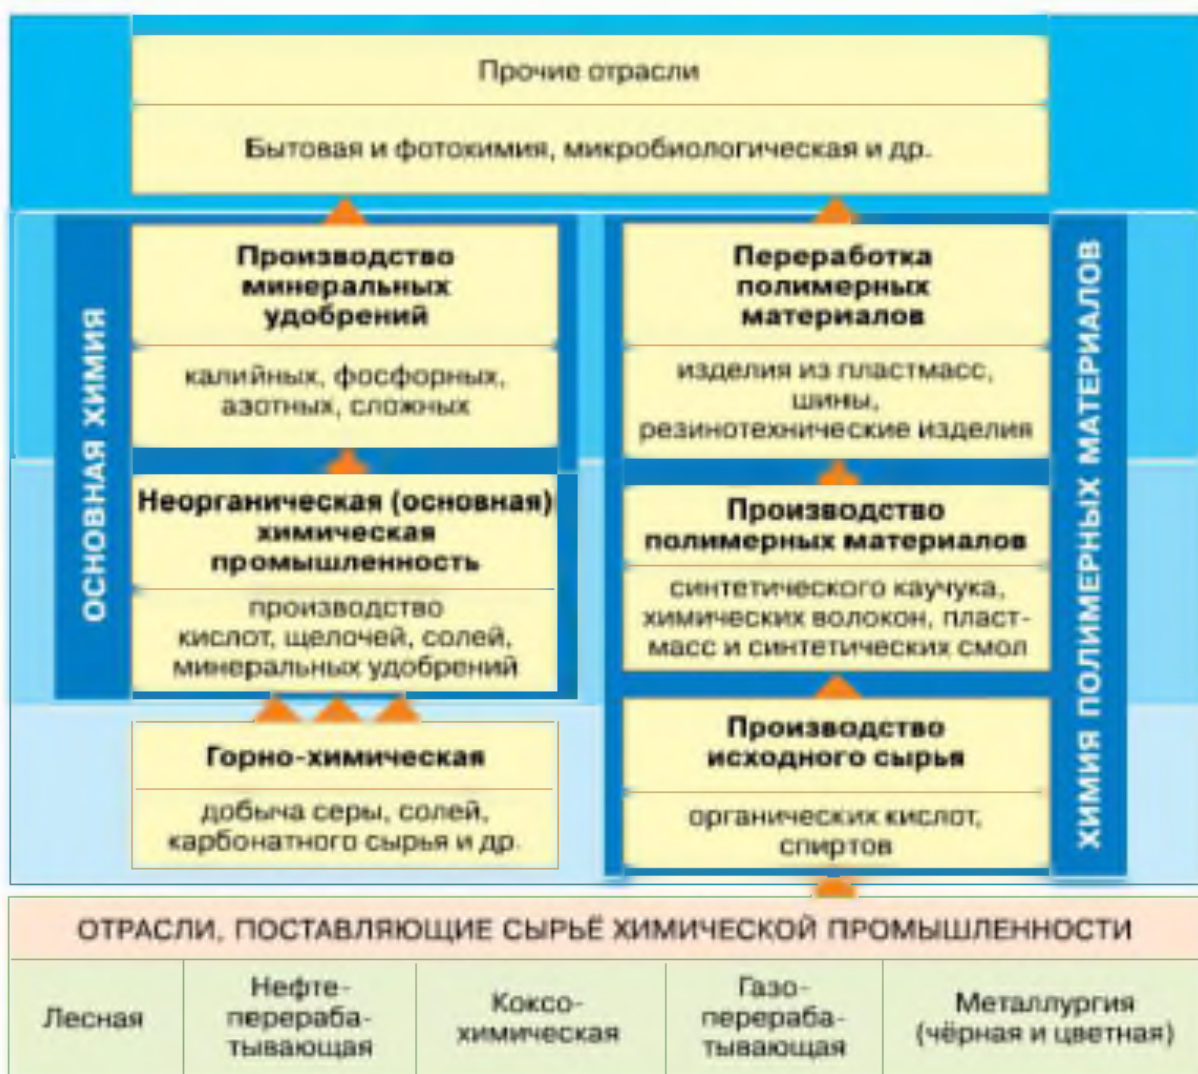 Прочие отрасли
Бытовая и фотохимия, микробиологическая и др.
ОСНОВНАЯ ХИМИЯ
Производство
минеральных
удобрений
калийных, фосфорных,
азотных, сложных
Неорганическая (основная)
химическая
промышленность
производство
кислот, щелочей, солей,
минеральных удобрений
Горно-химическая
добыча серы, солей,
карбонатного сырья и др.
Переработка
полимерных
материалов
изделия из пластмасс,
шины,
резинотехнические изделия
Производство
полимерных материалов
синтетического каучука,
химических волокон, пласт-
масс и синтетических смол
Производство
исходного сырья
органических кислот,
спиртов
ХИМИЯ ПОЛИМЕРНЫХ МАТЕРИАЛОВ
ОТРАСЛИ, ПОСТАВЛЯЮЩИЕ СЫРЬЁ ХИМИЧЕСКОЙ ПРОМЫШЛЕННОСТИ
Лесная
Нефте-
перераба-
тывающая
Коксо-
химическая
Газо-
перераба-
тывающая
Металлургия
(чёрная и цветная)